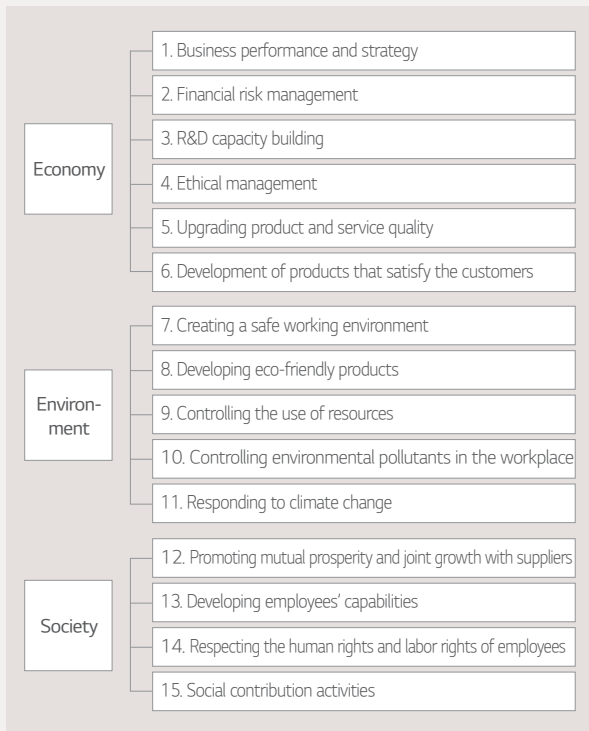 Economy
1. Business performance and strategy
2. Financial risk management
3. R&D capacity building
4. Ethical management
5. Upgrading product and service quality
6. Development of products that satisfy the customers
Environ-
ment
7. Creating a safe working environment
8. Developing eco-friendly products
9. Controlling the use of resources
10. Controlling environmental pollutants in the workplace
11. Responding to climate change
Society
12. Promoting mutual prosperity and joint growth with suppliers
13. Developing employees’ capabilities
14. Respecting the human rights and labor rights of employees
15. Social contribution activities